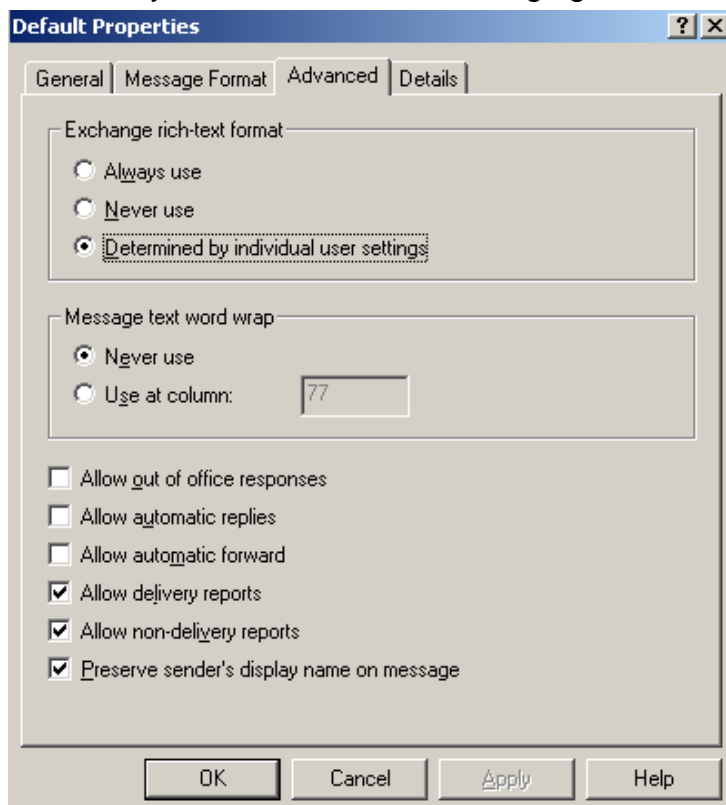 Default Properties
General Message Format Advanced Details
Exchange rich-text format
Always use
Never use
Determined by individual user settings
Message text word wrap
Never use
Use at column: 77
Allow out of office responses
Allow automatic replies
Allow automatic forward
Allow delivery reports
Allow non-delivery reports
Preserve sender's display name on message
OK Cancel Apply Help